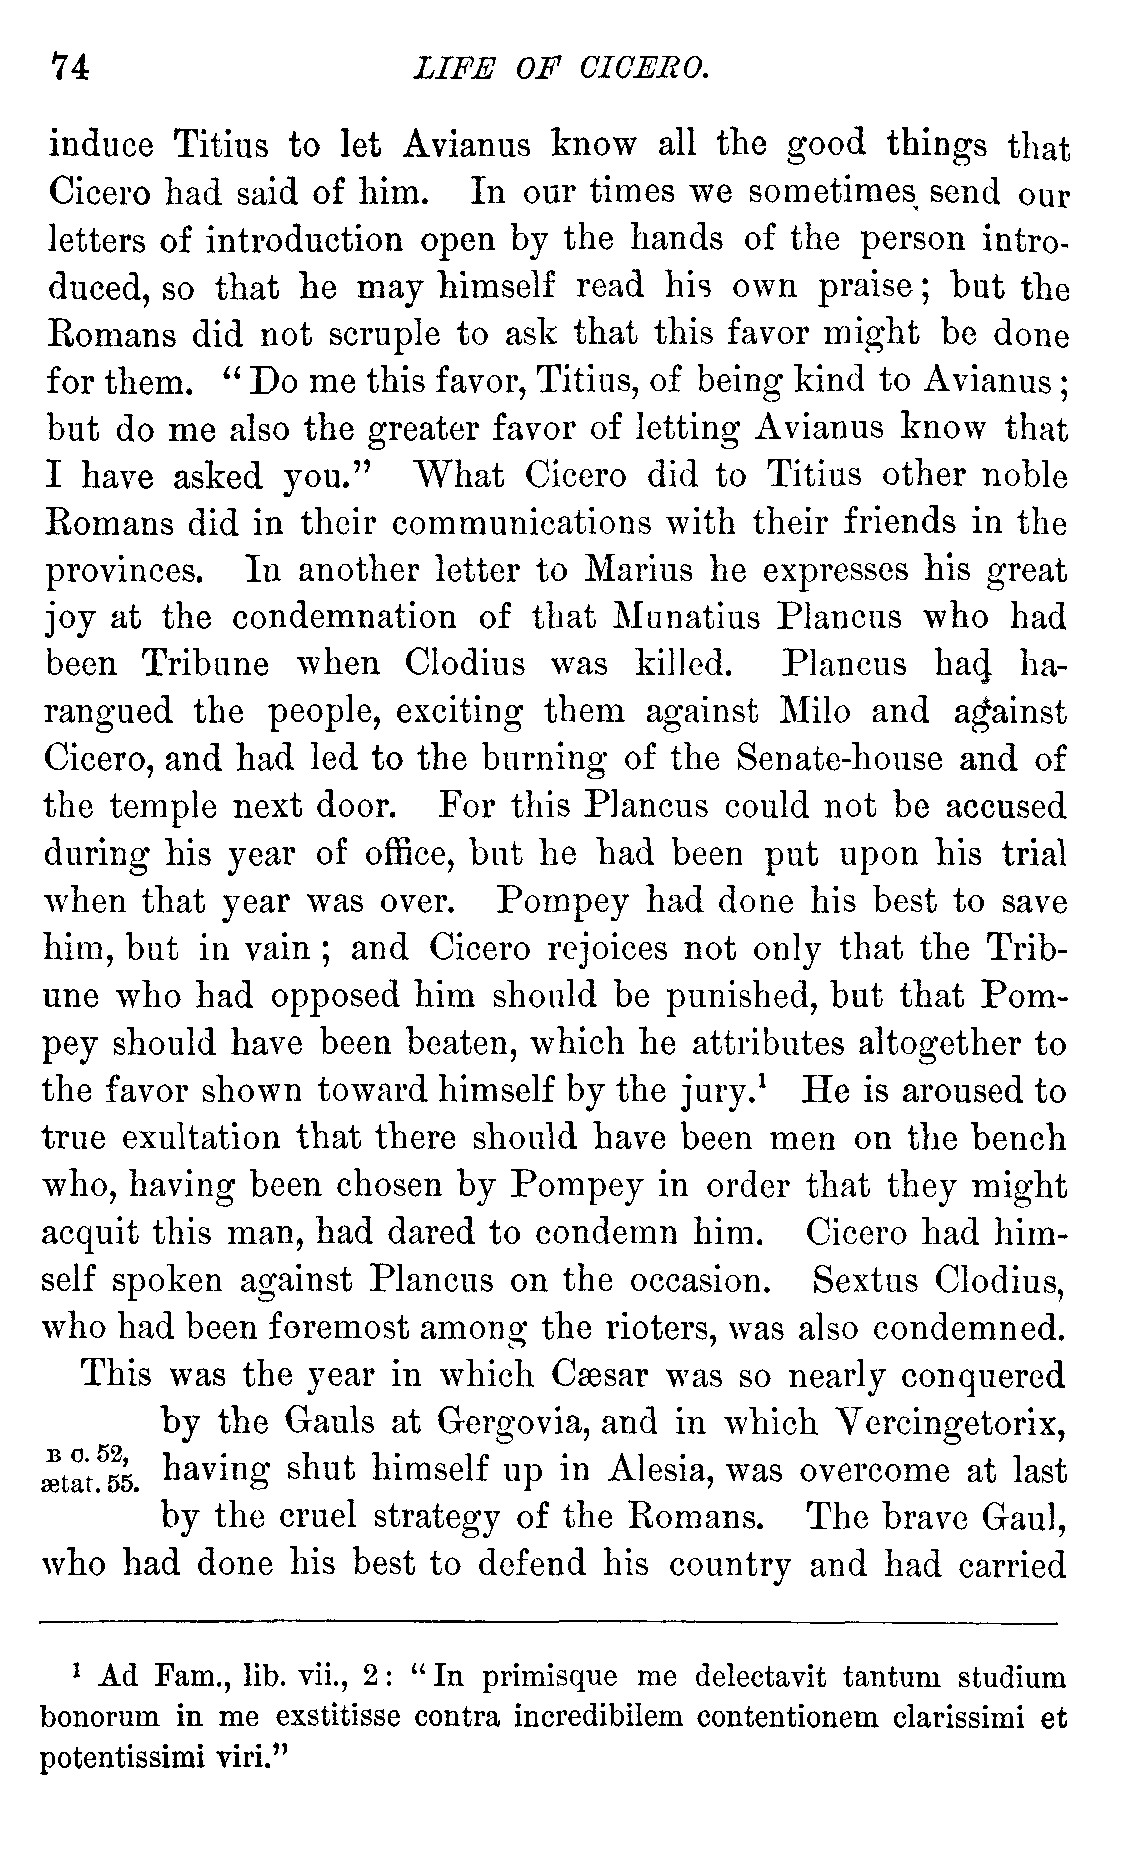 74 LIFE OF CICERO.
induce Titius to let Avianus know all the good things that
Cicero had said of him. In our times we sometimes send our
letters of introduction open by the hands of the person intro-
duced, so that he may himself read his own praise; but the
Romans did not scruple to ask that this favor might be done
for them. “Do me this favor, Titius, of being kind to Avianus;
but do me also the greater favor of letting Avianus know that
I have asked you.” What Cicero did to Titius other noble
Romans did in their communications with their friends in the
provinces. In another letter to Marius he expresses his great
joy at the condemnation of that Munatius Plancus who had
been Tribune when Clodius was killed. Plancus had ha-
rangued the people, exciting them against Milo and against
Cicero, and had led to the burning of the Senate-house and of
the temple next door. For this Plancus could not be accused
during his year of office, but he had been put upon his trial
when that year was over. Pompey had done his best to save
him, but in vain; and Cicero rejoices not only that the Trib-
une who had opposed him should be punished, but that Pom-
pey should have been beaten, which he attributes altogether to
the favor shown toward himself by the jury.¹ He is aroused to
true exultation that there should have been men on the bench
who, having been chosen by Pompey in order that they might
acquit this man, had dared to condemn him. Cicero had him-
self spoken against Plancus on the occasion. Sextus Clodius,
who had been foremost among the rioters, was also condemned.
This was the year in which Cæsar was so nearly conquered
by the Gauls at Gergovia, and in which Vercingetorix,
B C. 52,
ætat. 55.
having shut himself up in Alesia, was overcome at last
by the cruel strategy of the Romans. The brave Gaul,
who had done his best to defend his country and had carried
¹ Ad Fam., lib. vii., 2: “In primisque me delectavit tantum studium
bonorum in me exstitisse contra incredibilem contentionem clarissimi et
potentissimi viri.”